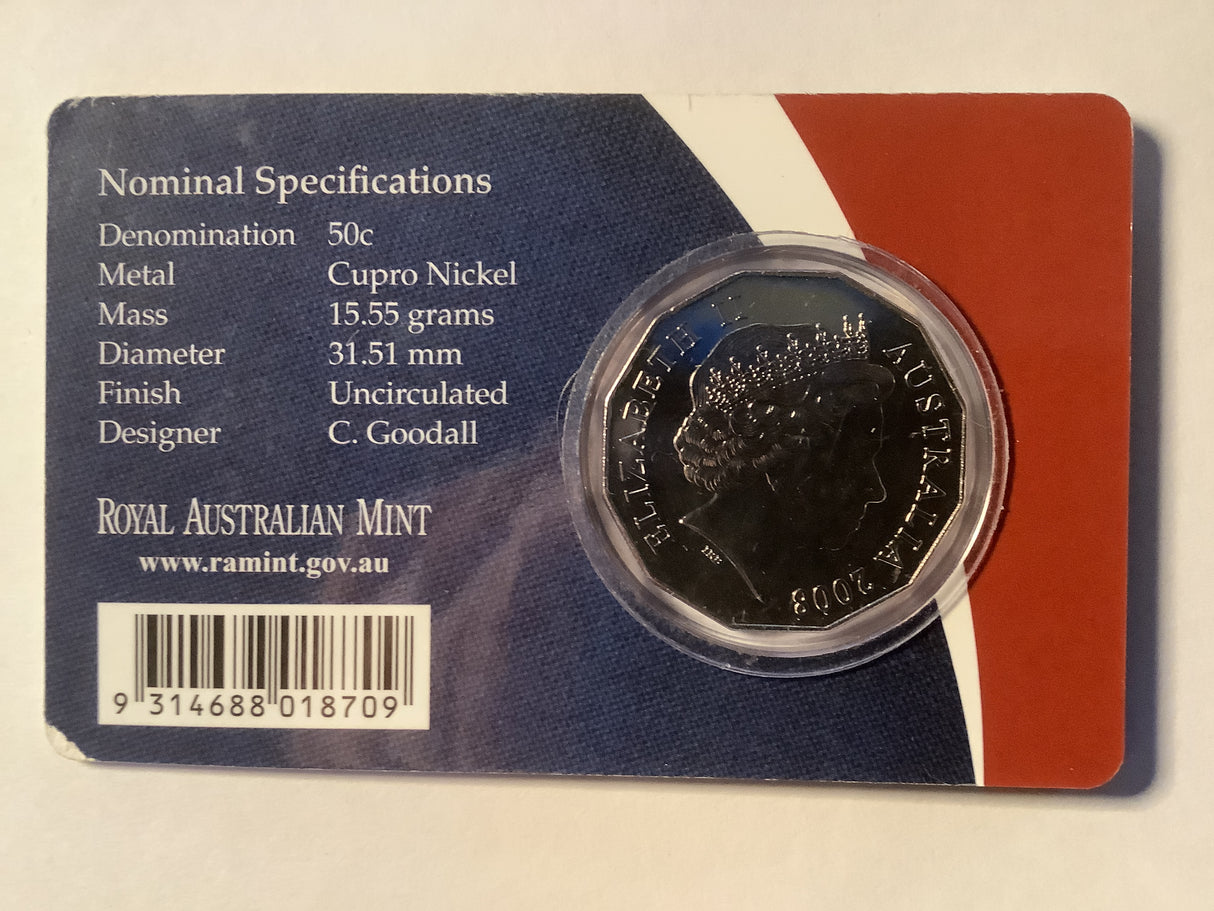 Nominal Specifications
Denomination 50c
Metal Cupro Nickel
Mass 15.55 grams
Diameter 31.51 mm
Finish Uncirculated
Designer C. Goodall
ROYAL AUSTRALIAN MINT
www.ramint.gov.au
9 314688 018709
ELIZABETH II
AUSTRALIA 2008
IRB